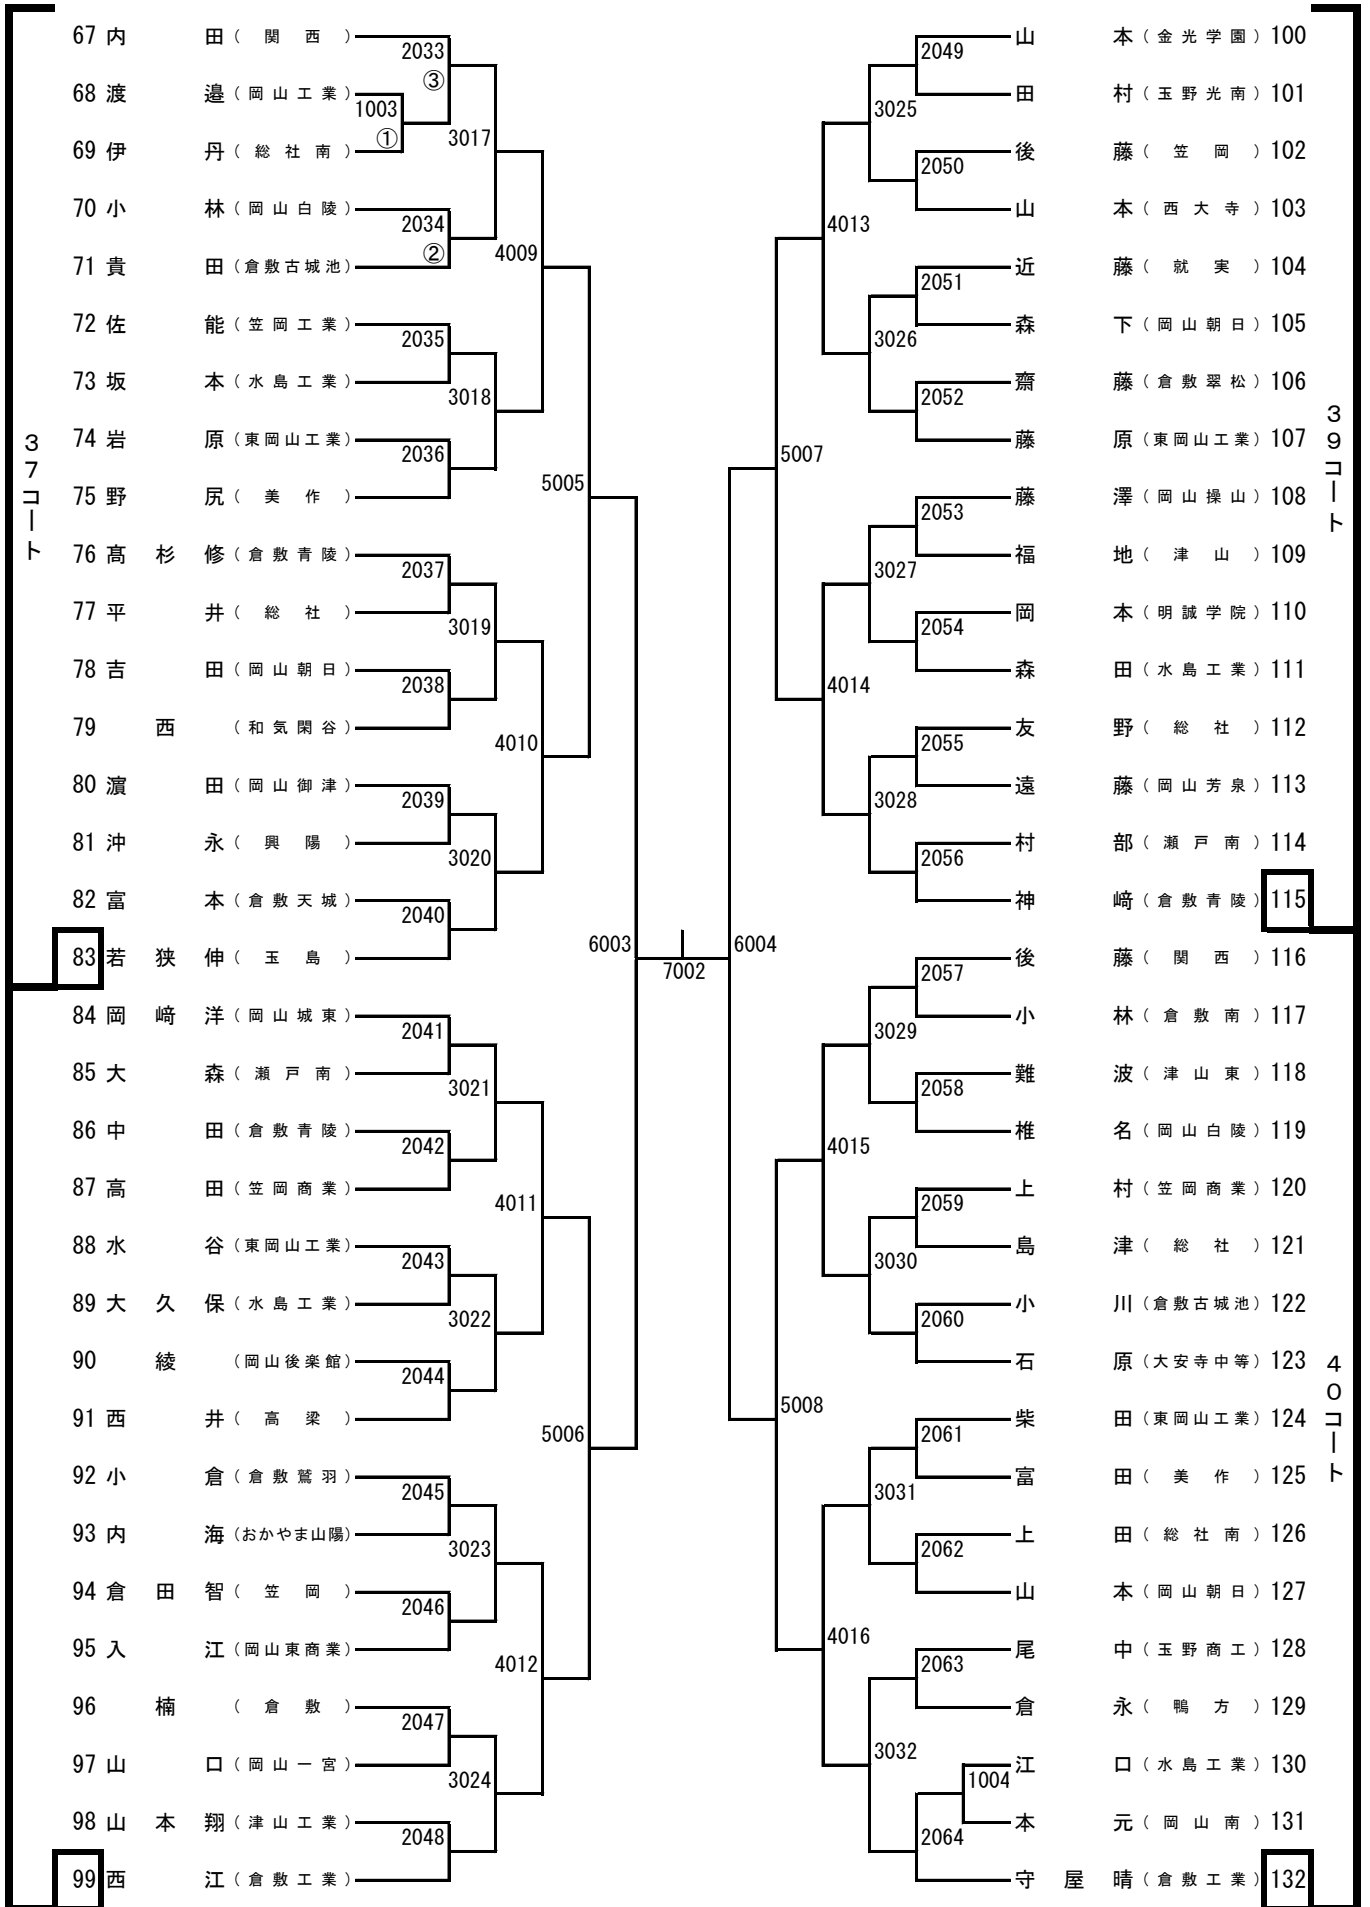 67 内 田 ( 関 西 )
2033
③
68 渡 邉 ( 岡 山 工 業 )
1003
①
3017
69 伊 丹 ( 総 社 南 )
70 小 林 ( 岡 山 白 陵 )
2034
②
4009
71 貴 田 ( 倉 敷 古 城 池 )
72 佐 能 ( 笠 岡 工 業 )
2035
73 坂 本 ( 水 島 工 業 )
3018
74 岩 原 ( 東 岡 山 工 業 )
2036
37コート
5005
75 野 尻 ( 美 作 )
76 髙 杉 修 ( 倉 敷 青 陵 )
2037
77 平 井 ( 総 社 )
3019
78 吉 田 ( 岡 山 朝 日 )
2038
79 西 ( 和 気 閑 谷 )
4010
80 濵 田 ( 岡 山 御 津 )
2039
81 沖 永 ( 興 陽 )
3020
82 富 本 ( 倉 敷 天 城 )
2040
83 若 狭 伸 ( 玉 島 )
6003
7002
6004
84 岡 﨑 洋 ( 岡 山 城 東 )
2041
85 大 森 ( 瀬 戸 南 )
3021
86 中 田 ( 倉 敷 青 陵 )
2042
87 高 田 ( 笠 岡 商 業 )
4011
88 水 谷 ( 東 岡 山 工 業 )
2043
89 大 久 保 ( 水 島 工 業 )
3022
90 綾 ( 岡 山 後 楽 館 )
2044
91 西 井 ( 高 梁 )
5006
92 小 倉 ( 倉 敷 鷲 羽 )
2045
93 内 海 (おかやま山陽)
3023
94 倉 田 智 ( 笠 岡 )
2046
95 入 江 ( 岡 山 東 商 業 )
4012
96 楠 ( 倉 敷 )
2047
97 山 口 ( 岡 山 一 宮 )
3024
98 山 本 翔 ( 津 山 工 業 )
2048
99 西 江 ( 倉 敷 工 業 )
山 本 ( 金 光 学 園 ) 100
2049
田 村 ( 玉 野 光 南 ) 101
3025
後 藤 ( 笠 岡 ) 102
2050
山 本 ( 西 大 寺 ) 103
4013
近 藤 ( 就 実 ) 104
2051
森 下 ( 岡 山 朝 日 ) 105
3026
齋 藤 ( 倉 敷 翠 松 ) 106
2052
藤 原 ( 東 岡 山 工 業 ) 107
39コート
5007
藤 澤 ( 岡 山 操 山 ) 108
2053
福 地 ( 津 山 ) 109
3027
岡 本 ( 明 誠 学 院 ) 110
2054
森 田 ( 水 島 工 業 ) 111
4014
友 野 ( 総 社 ) 112
2055
遠 藤 ( 岡 山 芳 泉 ) 113
3028
村 部 ( 瀬 戸 南 ) 114
2056
神 﨑 ( 倉 敷 青 陵 ) 115
後 藤 ( 関 西 ) 116
2057
小 林 ( 倉 敷 南 ) 117
3029
難 波 ( 津 山 東 ) 118
2058
椎 名 ( 岡 山 白 陵 ) 119
4015
上 村 ( 笠 岡 商 業 ) 120
2059
島 津 ( 総 社 ) 121
3030
小 川 ( 倉 敷 古 城 池 ) 122
2060
石 原 ( 大 安 寺 中 等 ) 123
40コート
5008
柴 田 ( 東 岡 山 工 業 ) 124
2061
富 田 ( 美 作 ) 125
3031
上 田 ( 総 社 南 ) 126
2062
山 本 ( 岡 山 朝 日 ) 127
4016
尾 中 ( 玉 野 商 工 ) 128
2063
倉 永 ( 鴨 方 ) 129
3032
江 口 ( 水 島 工 業 ) 130
1004
本 元 ( 岡 山 南 ) 131
2064
守 屋 晴 ( 倉 敷 工 業 ) 132